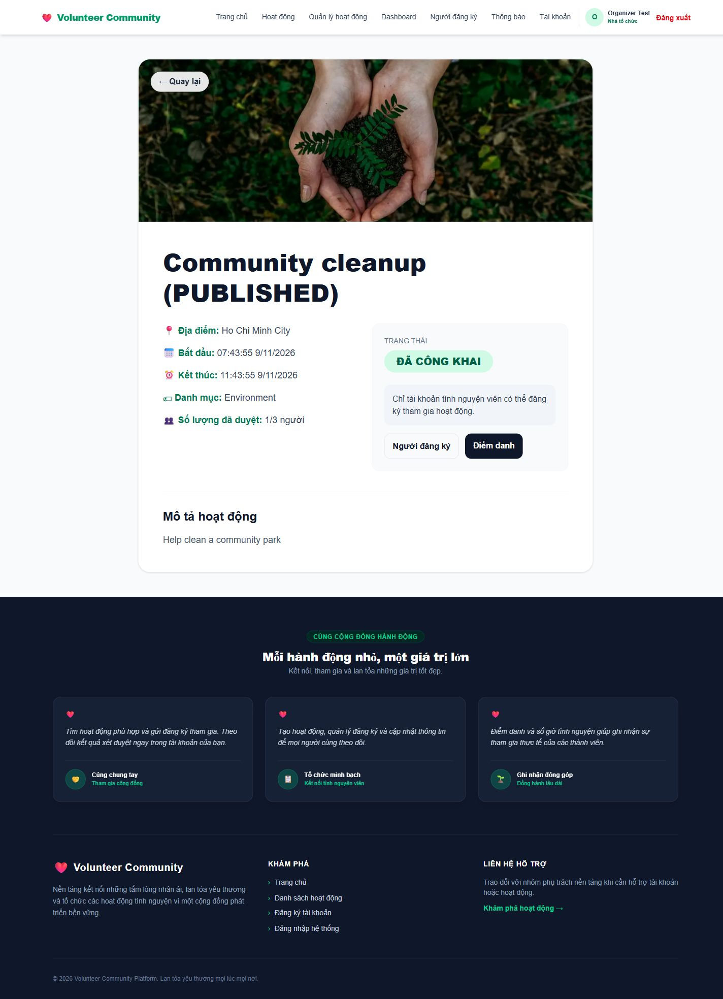 Volunteer Community
Trang chủ
Hoạt động
Quản lý hoạt động
Dashboard
Người đăng ký
Thông báo
Tài khoản
O
Organizer Test
Nhà tổ chức
Đăng xuất
← Quay lại
Community cleanup
(PUBLISHED)
Địa điểm: Ho Chi Minh City
Bắt đầu: 07:43:55 9/11/2026
Kết thúc: 11:43:55 9/11/2026
Danh mục: Environment
Số lượng đã duyệt: 1/3 người
TRẠNG THÁI
ĐÃ CÔNG KHAI
Chỉ tài khoản tình nguyện viên có thể đăng
ký tham gia hoạt động.
Người đăng ký
Điểm danh
Mô tả hoạt động
Help clean a community park
CÙNG CỘNG ĐỒNG HÀNH ĐỘNG
Mỗi hành động nhỏ, một giá trị lớn
Kết nối, tham gia và lan tỏa những giá trị tốt đẹp.
Tìm hoạt động phù hợp và gửi đăng ký tham gia. Theo
dõi kết quả xét duyệt ngay trong tài khoản của bạn.
Cùng chung tay
Tham gia cộng đồng
Tạo hoạt động, quản lý đăng ký và cập nhật thông tin
để mọi người cùng theo dõi.
Tổ chức minh bạch
Kết nối tình nguyện viên
Điểm danh và số giờ tình nguyện giúp ghi nhận sự
tham gia thực tế của các thành viên.
Ghi nhận đóng góp
Đồng hành lâu dài
Volunteer Community
Nền tảng kết nối những tấm lòng nhân ái, lan tỏa yêu thương
và tổ chức các hoạt động tình nguyện vì một cộng đồng phát
triển bền vững.
KHÁM PHÁ
› Trang chủ
› Danh sách hoạt động
› Đăng ký tài khoản
› Đăng nhập hệ thống
LIÊN HỆ HỖ TRỢ
Trao đổi với nhóm phụ trách nền tảng khi cần hỗ trợ tài khoản
hoặc hoạt động.
Khám phá hoạt động →
© 2026 Volunteer Community Platform. Lan tỏa yêu thương mọi lúc mọi nơi.